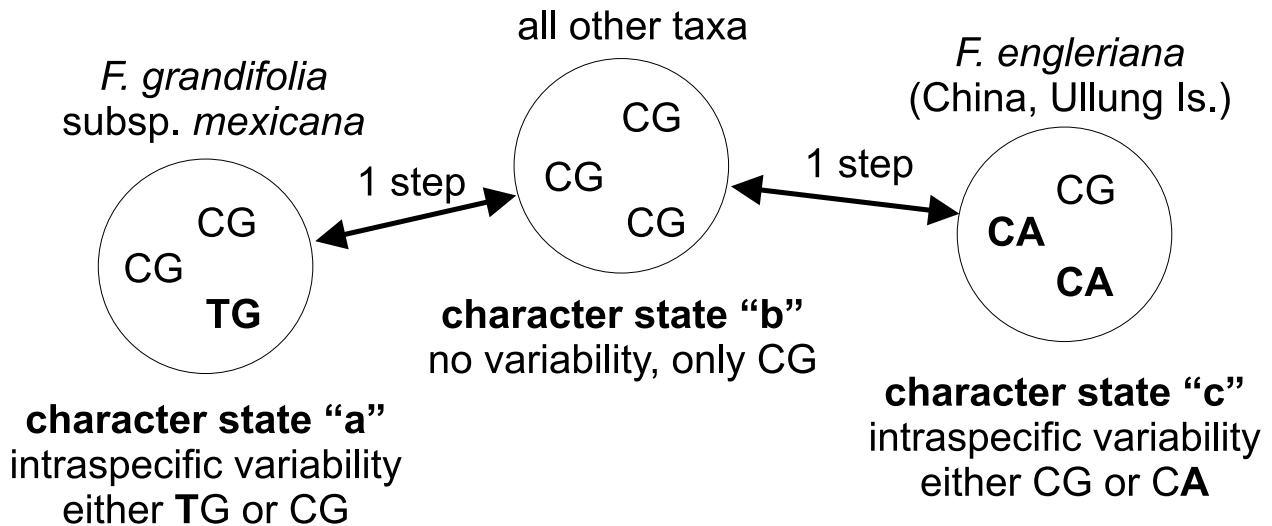 all other taxa
F. grandifolia
subsp. mexicana
F. engleriana
(China, Ullung Is.)
1 step
1 step
CG
CG
TG
CG
CG
CG
CG
CA
CA
character state “b”
no variability, only CG
character state “a”
intraspecific variability
either TG or CG
character state “c”
intraspecific variability
either CG or CA